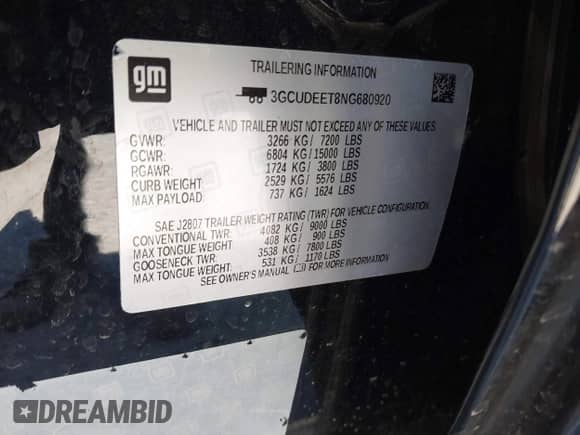 gm
TRAILERING INFORMATION
3GCUDEET8NG680920
VEHICLE AND TRAILER MUST NOT EXCEED ANY OF THESE VALUES
GVWR: 3266 KG / 7200 LBS
GCWR: 6804 KG / 15000 LBS
RGAWR: 1724 KG / 3800 LBS
CURB WEIGHT: 2529 KG / 5576 LBS
MAX PAYLOAD: 737 KG / 1624 LBS
SAE J2807 TRAILER WEIGHT RATING (TWR) FOR VEHICLE CONFIGURATION.
CONVENTIONAL TWR: 4082 KG / 9000 LBS
MAX TONGUE WEIGHT: 408 KG / 900 LBS
GOOSENECK TWR: 3538 KG / 7800 LBS
MAX TONGUE WEIGHT: 531 KG / 1170 LBS
SEE OWNER'S MANUAL FOR MORE INFORMATION
DREAMBID